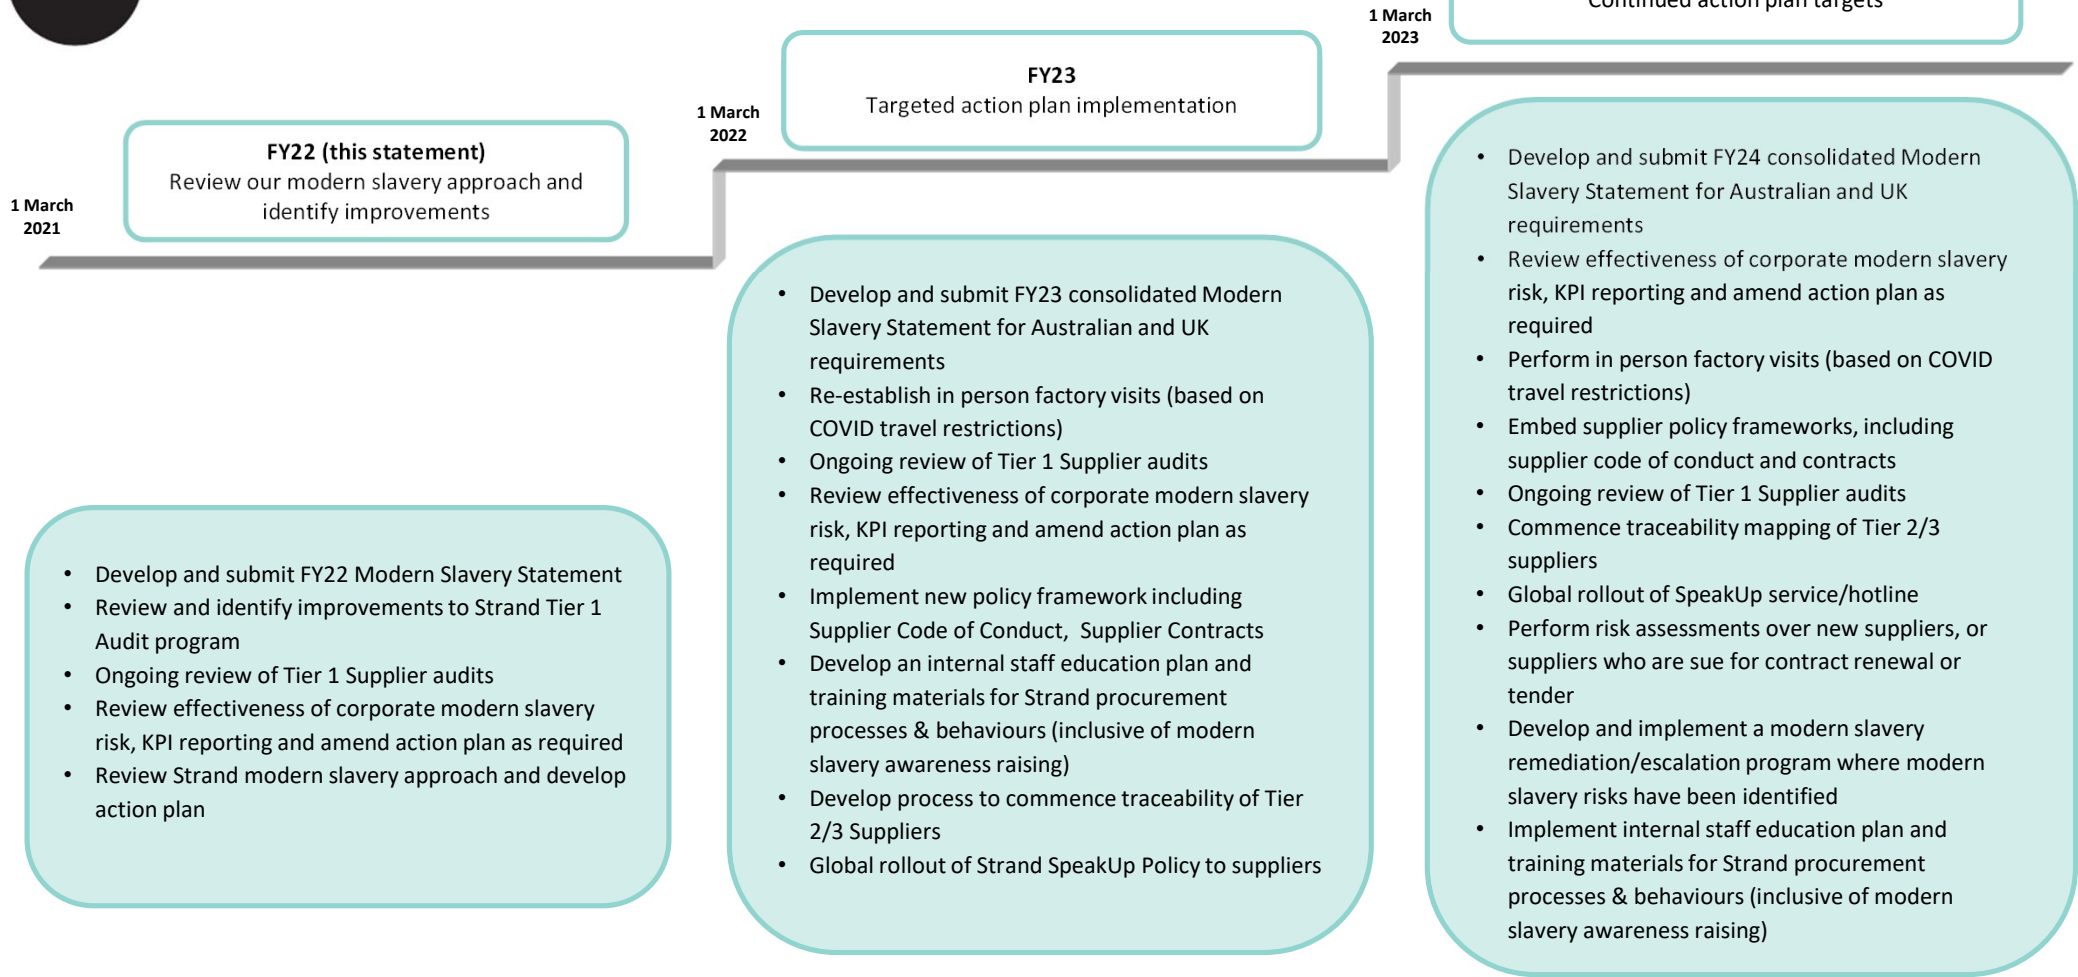 1 March
2021
FY22 (this statement)
Review our modern slavery approach and
identify improvements
• Develop and submit FY22 Modern Slavery Statement
• Review and identify improvements to Strand Tier 1
Audit program
• Ongoing review of Tier 1 Supplier audits
• Review effectiveness of corporate modern slavery
risk, KPI reporting and amend action plan as required
• Review Strand modern slavery approach and develop
action plan
1 March
2022
FY23
Targeted action plan implementation
• Develop and submit FY23 consolidated Modern
Slavery Statement for Australian and UK
requirements
• Re-establish in person factory visits (based on
COVID travel restrictions)
• Ongoing review of Tier 1 Supplier audits
• Review effectiveness of corporate modern slavery
risk, KPI reporting and amend action plan as
required
• Implement new policy framework including
Supplier Code of Conduct, Supplier Contracts
• Develop an internal staff education plan and
training materials for Strand procurement
processes & behaviours (inclusive of modern
slavery awareness raising)
• Develop process to commence traceability of Tier
2/3 Suppliers
• Global rollout of Strand SpeakUp Policy to suppliers
1 March
2023
Continued action plan targets
• Develop and submit FY24 consolidated Modern
Slavery Statement for Australian and UK
requirements
• Review effectiveness of corporate modern slavery
risk, KPI reporting and amend action plan as
required
• Perform in person factory visits (based on COVID
travel restrictions)
• Embed supplier policy frameworks, including
supplier code of conduct and contracts
• Ongoing review of Tier 1 Supplier audits
• Commence traceability mapping of Tier 2/3
suppliers
• Global rollout of SpeakUp service/hotline
• Perform risk assessments over new suppliers, or
suppliers who are sue for contract renewal or
tender
• Develop and implement a modern slavery
remediation/escalation program where modern
slavery risks have been identified
• Implement internal staff education plan and
training materials for Strand procurement
processes & behaviours (inclusive of modern
slavery awareness raising)